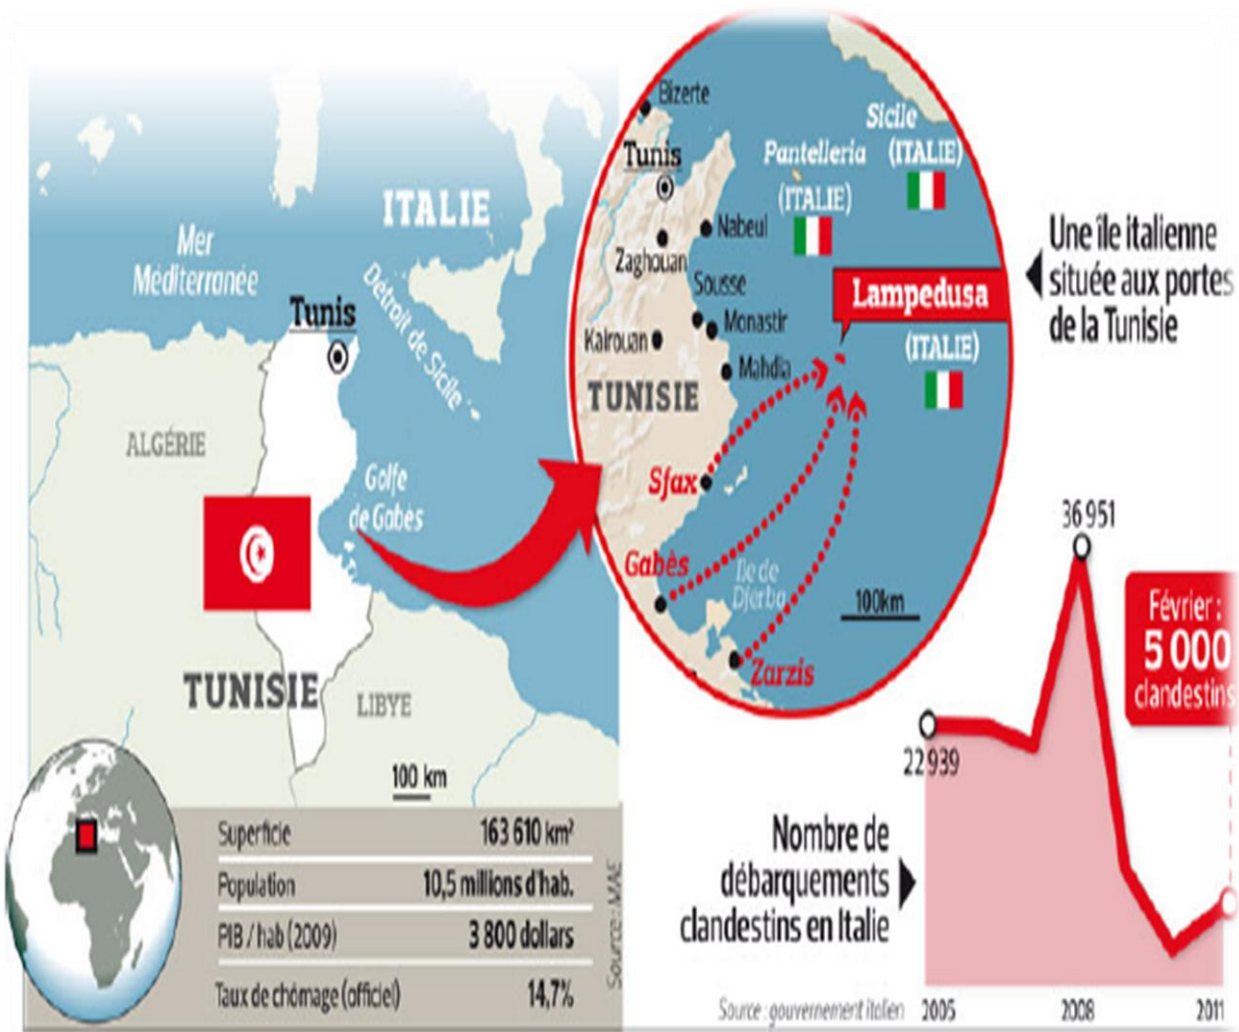 ITALIE
Mer
Méditerranée
Détroit de Sicile
Tunis
ALGÉRIE
Golfe
de Gabès
TUNISIE
LIBYE
100 km
Superficie 163 610 km²
Population 10,5 millions d'hab.
PIB / hab (2009) 3 800 dollars
Taux de chômage (officiel) 14,7%
Source : MAE
Bizerte
Tunis
Nabeul
Zaghouan
Sousse
Monastir
Kairouan
Mahdia
TUNISIE
Sfax
Gabès
Ile de
Djerba
Zarzis
Sicile
(ITALIE)
Pantelleria
(ITALIE)
Lampedusa
(ITALIE)
100km
Une île italienne
située aux portes
de la Tunisie
36 951
Février :
5 000
clandestins
22 939
Nombre de
débarquements
clandestins en Italie
Source : gouvernement italien
2005 2008 2011